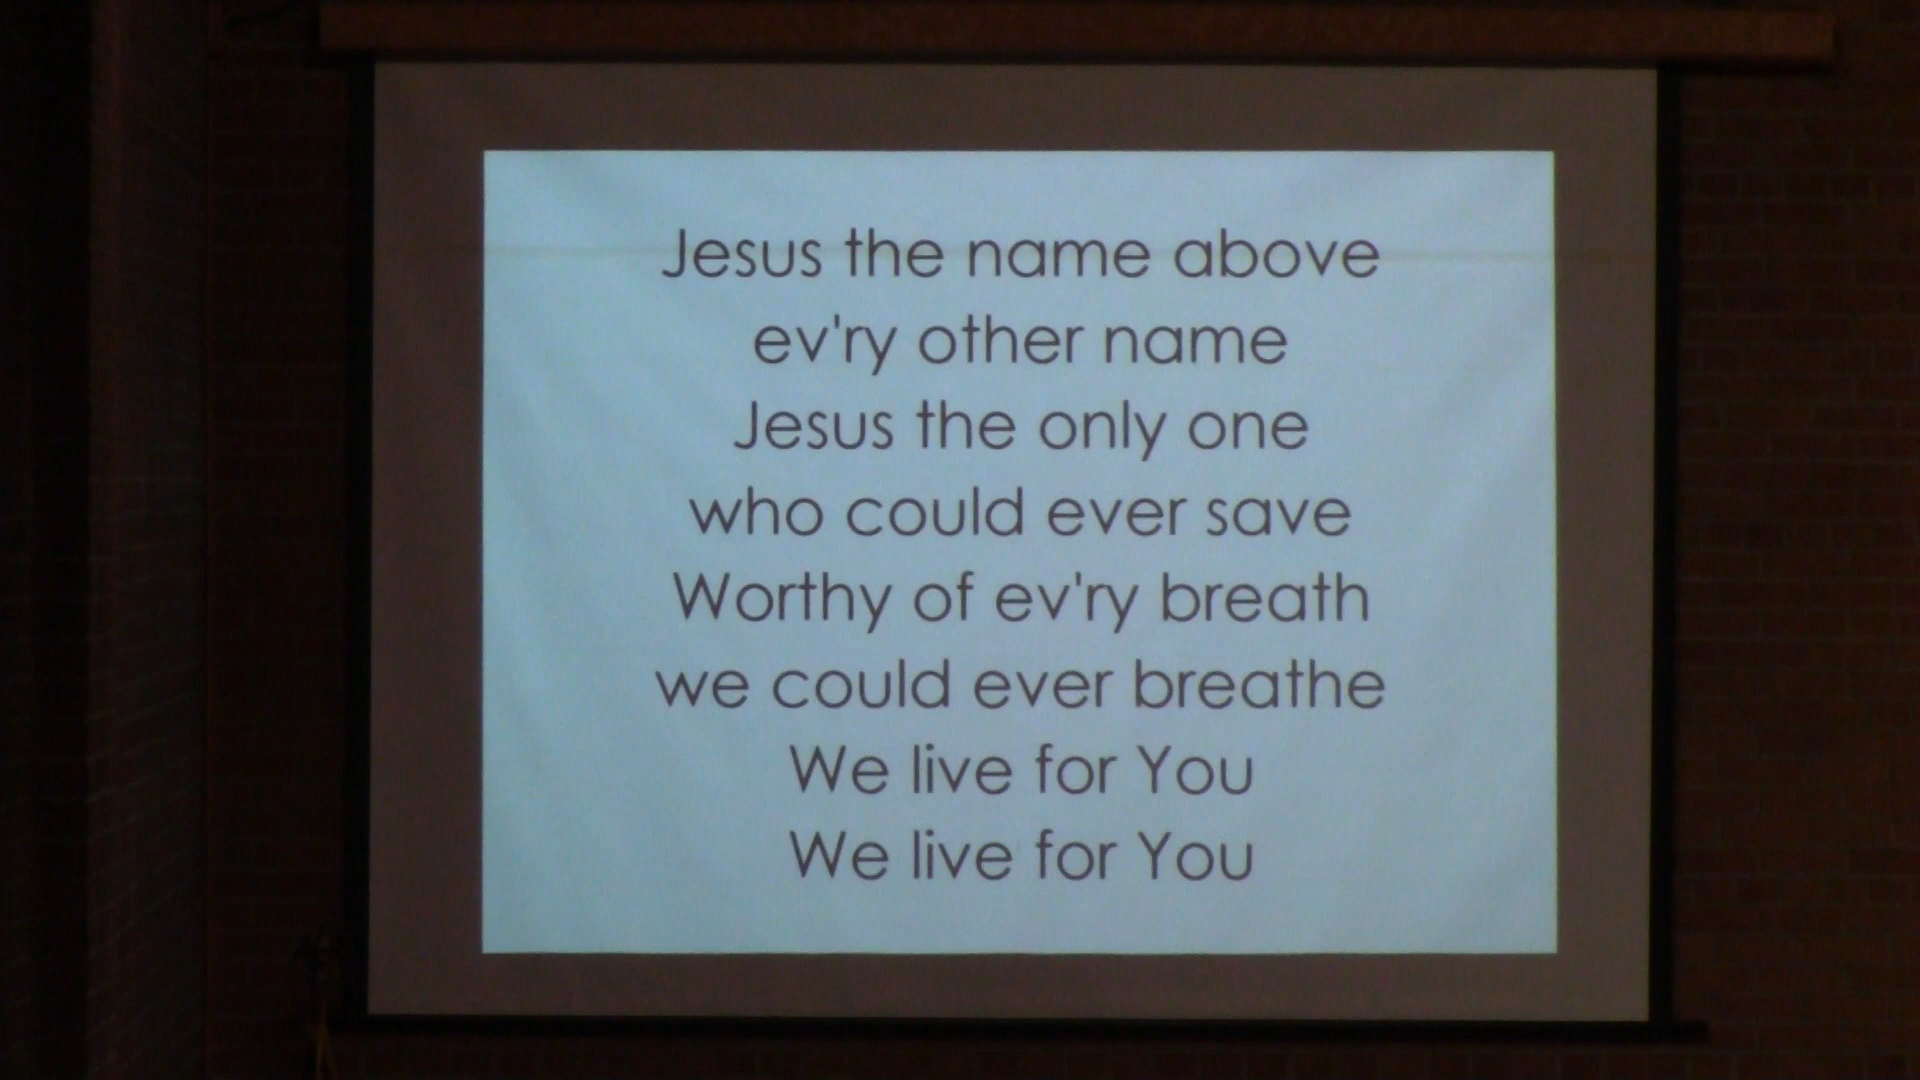 Jesus the name above
ev'ry other name
Jesus the only one
who could ever save
Worthy of ev'ry breath
we could ever breathe
We live for You
We live for You